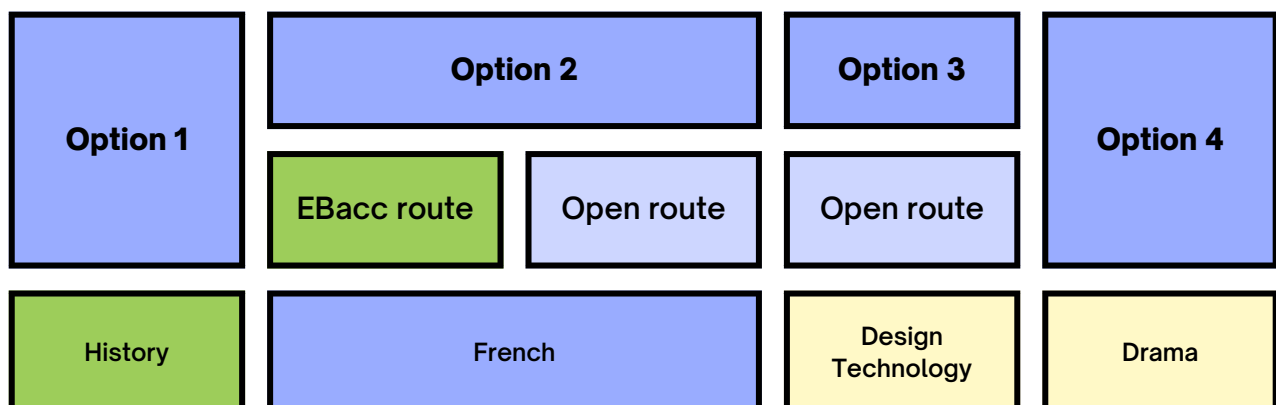 Option 1
Option 2
Option 3
Option 4
EBacc route
Open route
Open route
History
French
Design
Technology
Drama